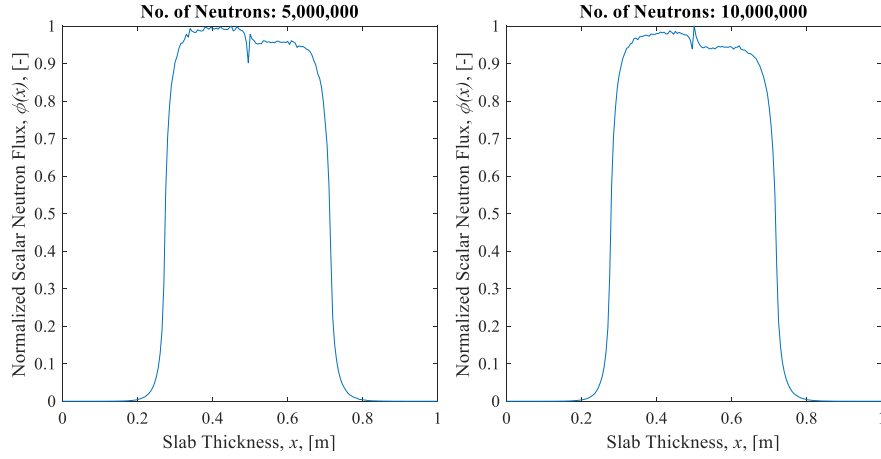 No. of Neutrons: 5,000,000
Normalized Scalar Neutron Flux, ϕ(x), [-]
1
0.9
0.8
0.7
0.6
0.5
0.4
0.3
0.2
0.1
0
0 0.2 0.4 0.6 0.8 1
Slab Thickness, x, [m]
No. of Neutrons: 10,000,000
Normalized Scalar Neutron Flux, ϕ(x), [-]
1
0.9
0.8
0.7
0.6
0.5
0.4
0.3
0.2
0.1
0
0 0.2 0.4 0.6 0.8 1
Slab Thickness, x, [m]